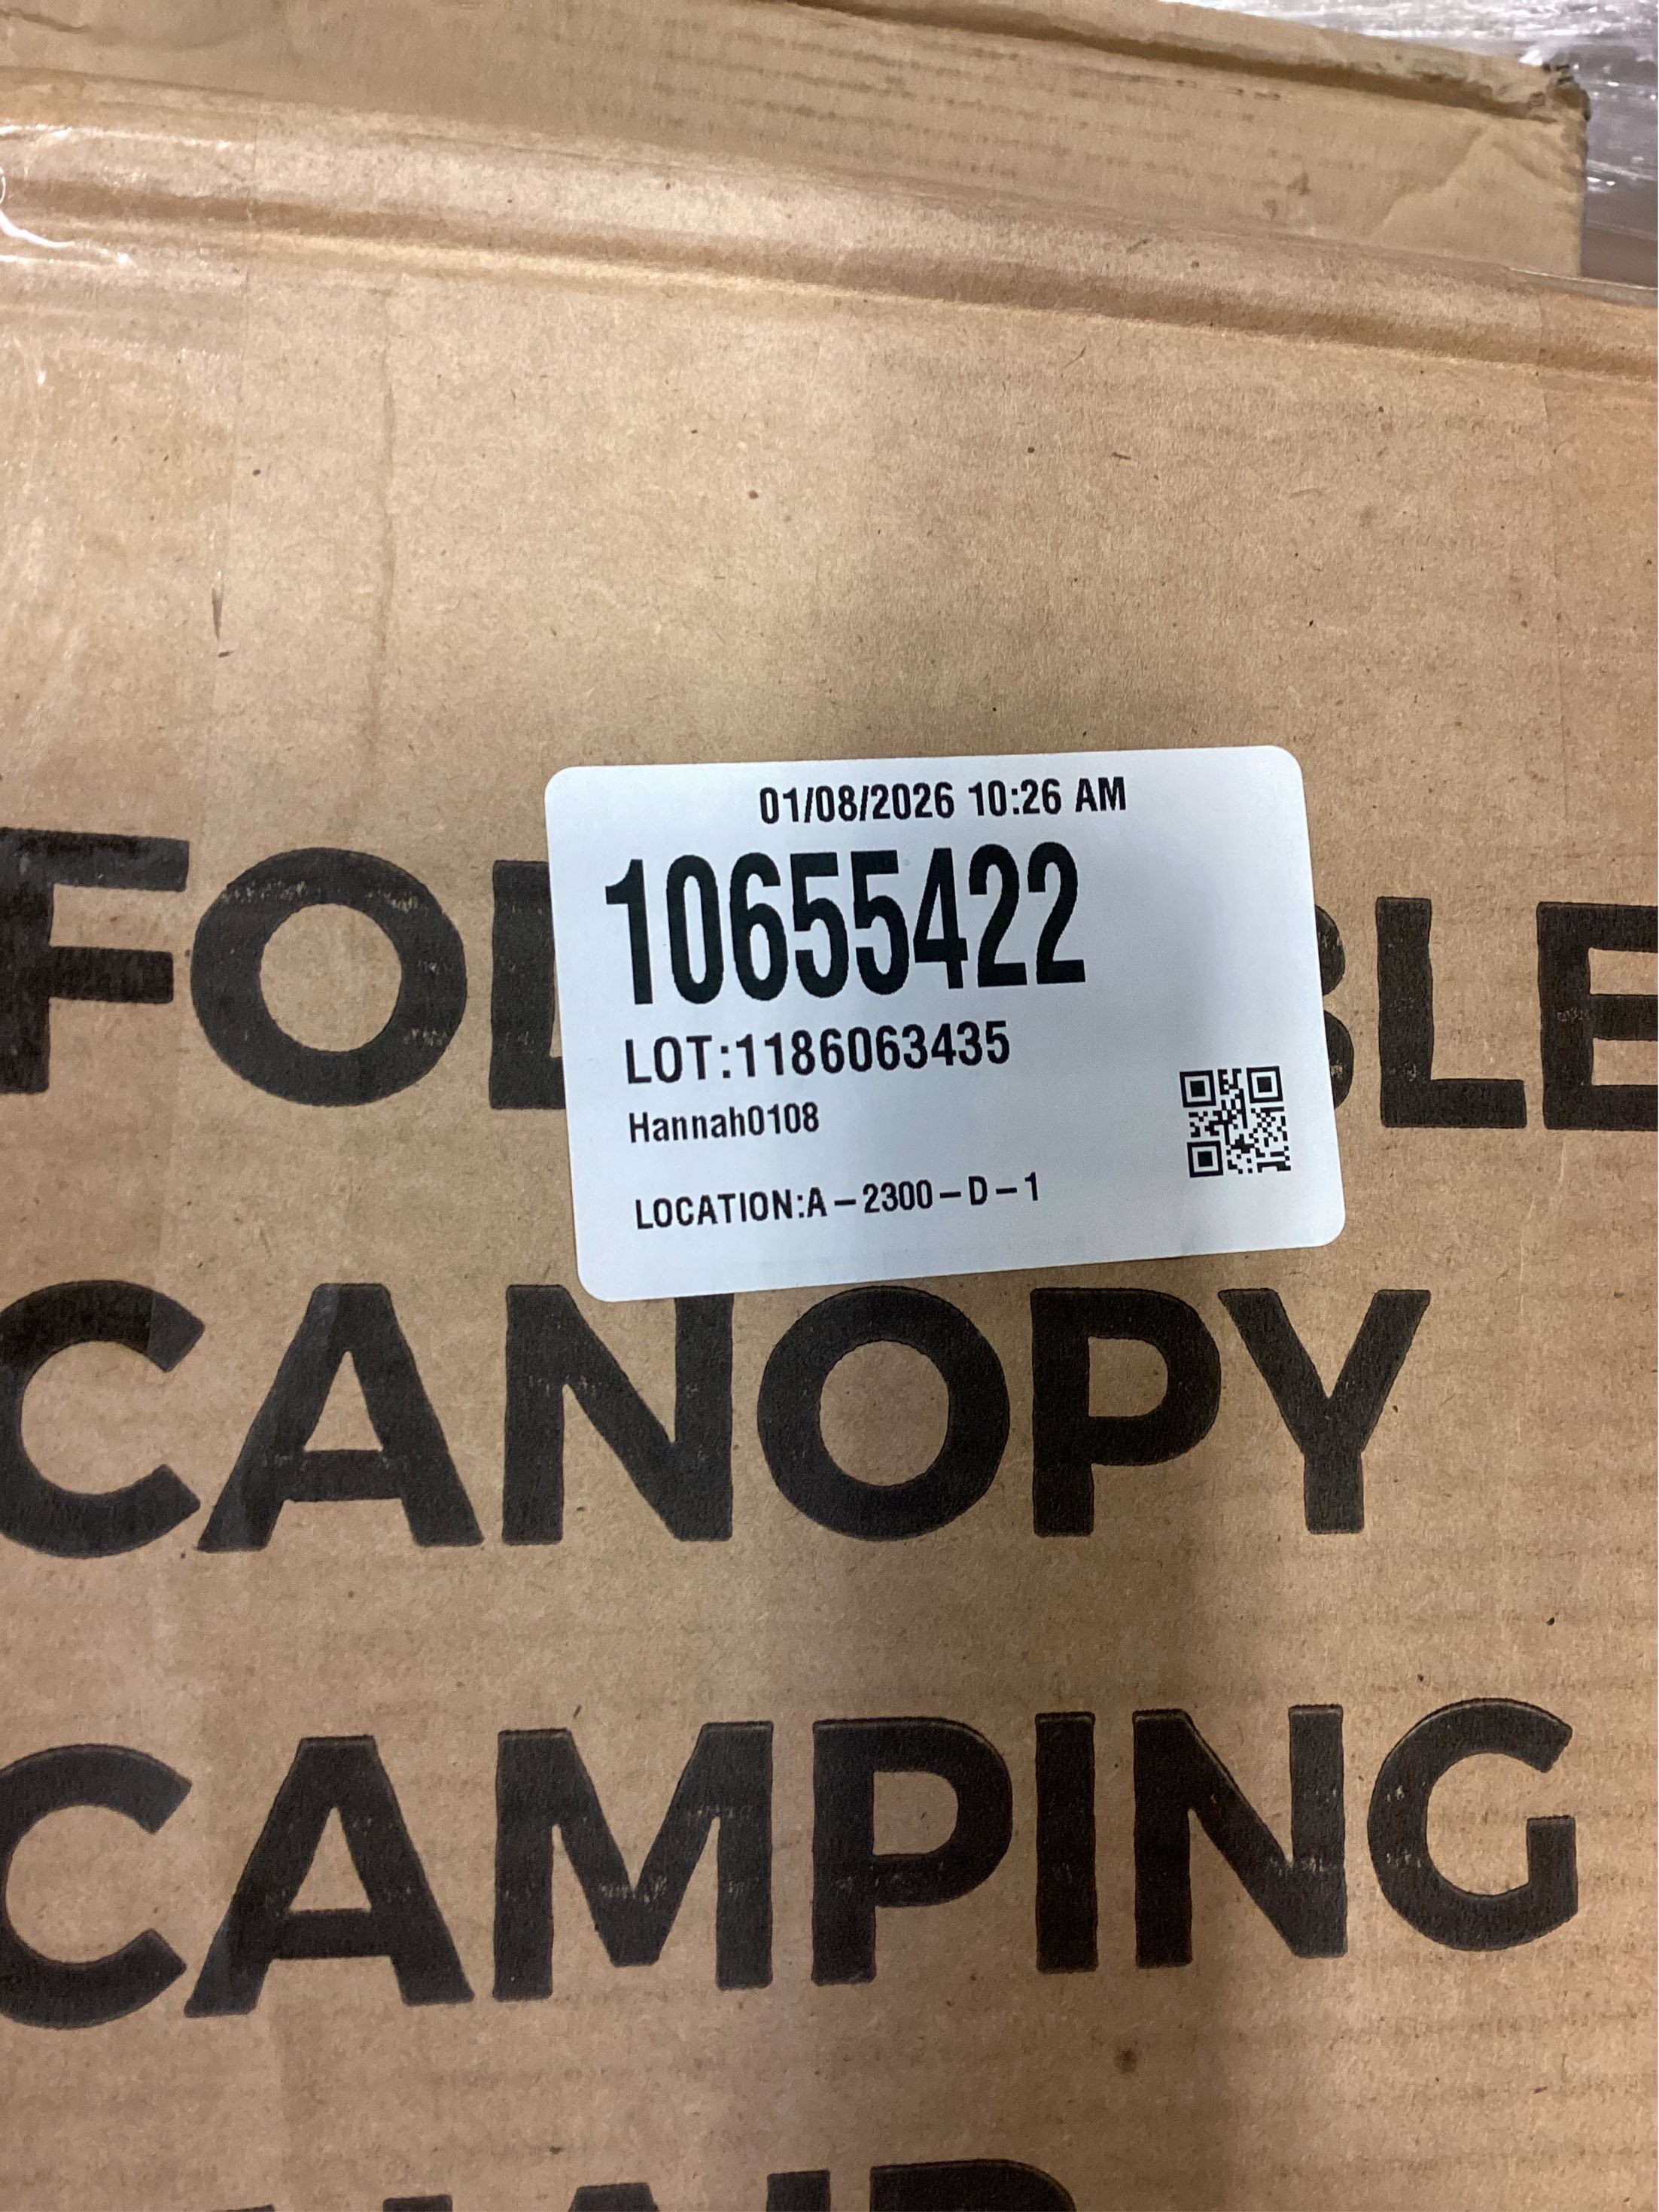 01/08/2026 10:26 AM
10655422
LOT:1186063435
Hannah0108
LOCATION:A-2300-D-1
CANOPY
CAMPING